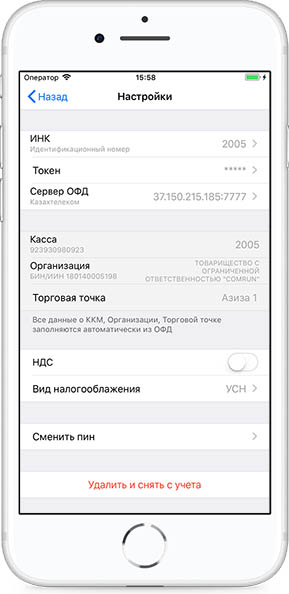 Оператор 15:58
Назад Настройки
ИНК 2005
Идентификационный номер
Токен *****
Сервер ОФД 37.150.215.185:7777
Казахтелеком
Касса 2005
923930980923
Организация ТОВАРИЩЕСТВО С
БИН/ИИН 180140005198 ОГРАНИЧЕННОЙ
ОТВЕТСТВЕННОСТЬЮ "COMRUN"
Торговая точка Азиза 1
Все данные о ККМ, Организации, Торговой точке
заполняются автоматически из ОФД
НДС
Вид налогоблажения УСН
Сменить пин
Удалить и снять с учета